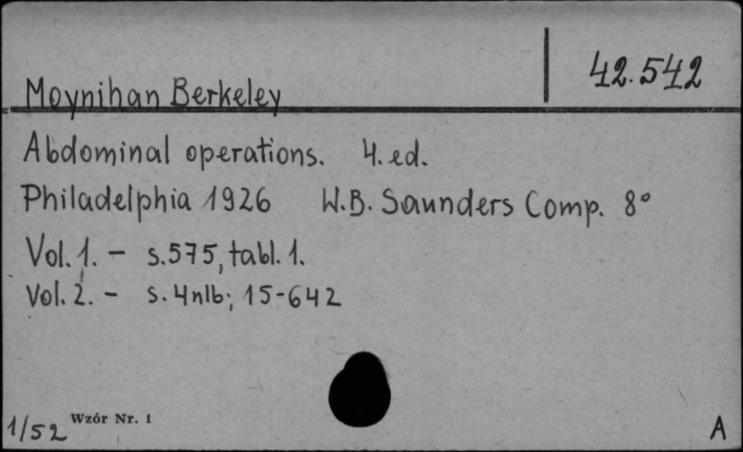 42.542
Moynihan Berkeley
Abdominal operations. 4. ed.
Philadelphia 1926 W.B. Saunders Comp. 8°
Vol. 1. - s. 575, tabl. 1.
Vol. 2. - s. 4nlb; 15-642
Wzór Nr. 1
1/52 A